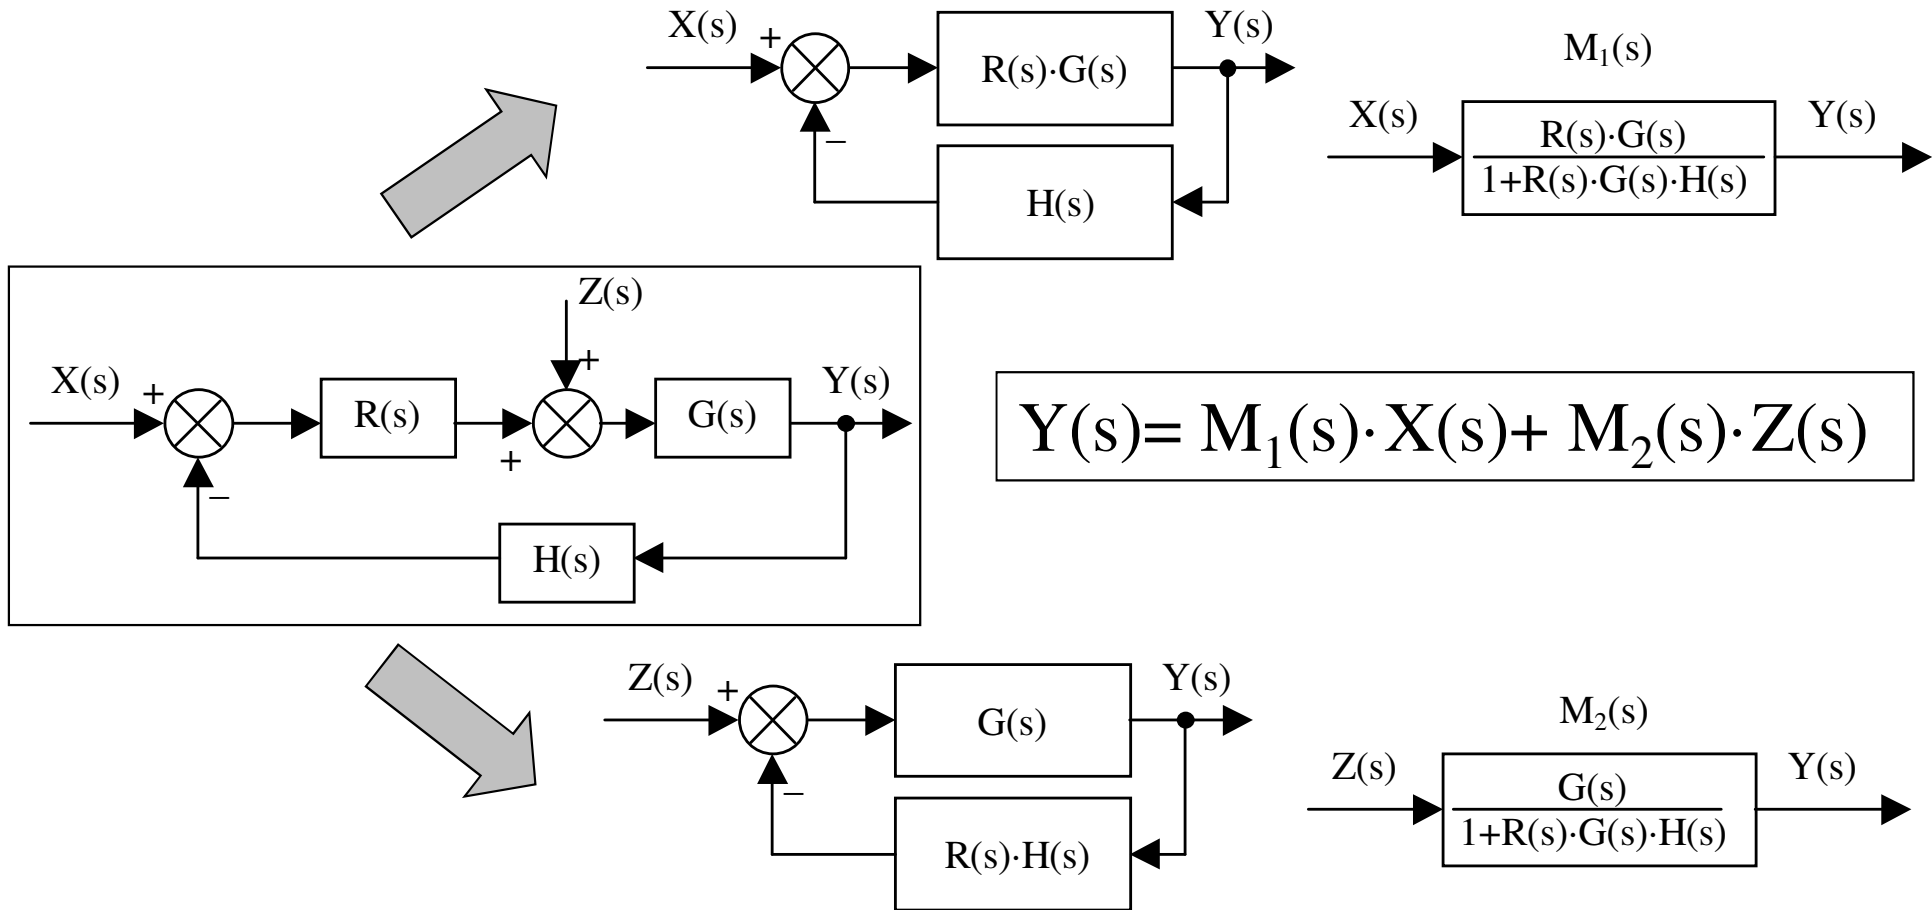 X(s)
+
R(s)·G(s)
Y(s)
–
H(s)
M₁(s)
X(s)
R(s)·G(s)
1+R(s)·G(s)·H(s)
Y(s)
Z(s)
X(s)
+
R(s)
+
+
G(s)
Y(s)
–
H(s)
Y(s)= M₁(s)·X(s)+ M₂(s)·Z(s)
Z(s)
+
G(s)
Y(s)
–
R(s)·H(s)
M₂(s)
Z(s)
G(s)
1+R(s)·G(s)·H(s)
Y(s)